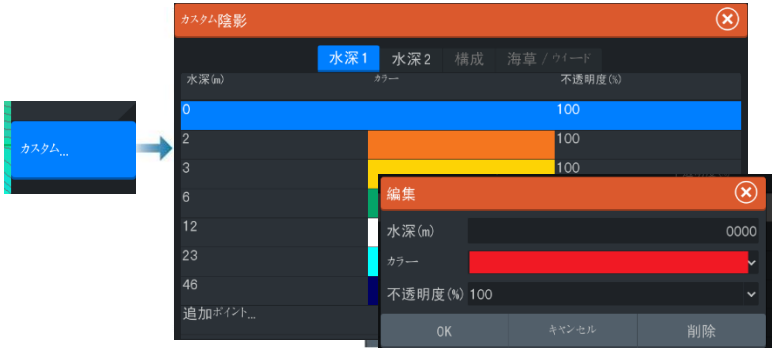 カスタム...
カスタム陰影
水深1 水深2 構成 海草 / ウィード
水深(m) カラー 不透明度(%)
0 100
2 100
3 100
6
12
23
46
追加ポイント...
編集
水深(m) 0000
カラー
不透明度(%) 100
OK キャンセル 削除